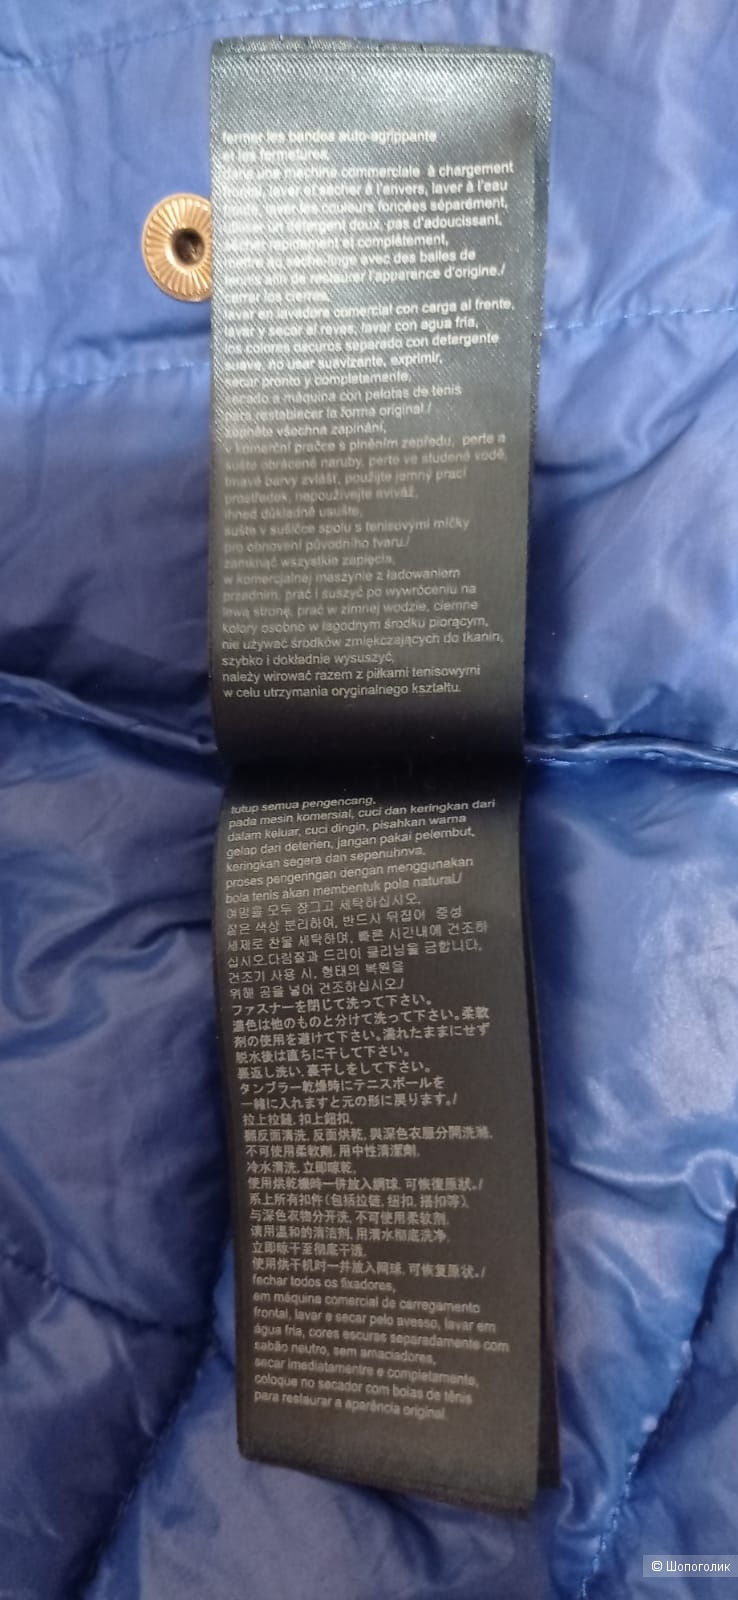 fermer les bandes auto-agrippante
et les fermetures,
dans une machine commerciale à chargement
laver et sécher à l'envers, laver à l'eau
les couleurs foncées séparément,
un détergent doux, pas d'adoucissant,
sécher rapidement et complètement,
sèche-linge avec des balles de
tennis afin de restaurer l'apparence d'origine./
cerrar los cierres,
lavar en lavadora comercial con carga al frente,
lavar y secar al reves, lavar con agua fria,
los colores oscuros separado con detergente
suave, no usar suavizante, exprimir,
secar pronto y completamente,
secado a máquina con pelotas de tenis
para restablecer la forma original./
zapněte všechna zapínání,
v komerční pračce s plněním zepředu, perte a
sušte obrácené naruby, perte ve studené vodě,
tmavé barvy zvlášť, použijte jemný prací
prostředek, nepoužívejte aviváž,
ihned důkladně usušte,
sušte v sušičce spolu s tenisovými míčky
pro obnovení původního tvaru./
zamknąć wszystkie zapięcia,
w komercjalnej maszynie z ładowaniem
przednim, prać i suszyć po wywróceniu na
lewą stronę, prać w zimnej wodzie, ciemne
kolory osobno w łagodnym środku piorącym,
nie używać środków zmiękczających do tkanin,
szybko i dokładnie wysuszyć,
należy wirować razem z piłkami tenisowymi
w celu utrzymania oryginalnego kształtu.
tutup semua pengencang,
pada mesin komersial, cuci dan keringkan dari
dalam keluar, cuci dingin, pisahkan warna
gelap dari deterjen, jangan pakai pelembut,
keringkan segera dan sepenuhnya,
proses pengeringan dengan menggunakan
bola tenis akan membentuk pola natural./
여밈을 모두 잠그고 세탁하십시오.
짙은 색상 분리하여, 반드시 뒤집어 중성
세제로 찬물 세탁하며, 빠른 시간내에 건조하
십시오.다림질과 드라이 클리닝을 금합니다.
건조기 사용 시, 형태의 복원을
위해 공을 넣어 건조하십시오./
ファスナーを閉じて洗って下さい。
濃色は他のものと分けて洗って下さい。柔軟
剤の使用を避けて下さい。濡れたままにせず
脱水後は直ちに干して下さい。
裏返し洗い、裏干しをして下さい。
タンブラー乾燥時にテニスボールを
一緒に入れますと元の形に戻ります。/
拉上拉鏈, 扣上鈕扣,
翻反面清洗, 反面烘乾, 與深色衣服分開洗滌,
不可使用柔軟劑, 用中性清潔劑,
冷水清洗, 立即晾乾,
使用烘乾機時一併放入網球, 可恢復原狀./
系上所有扣件(包括拉链, 纽扣, 搭扣等),
与深色衣物分开洗, 不可使用柔软剂,
请用温和的清洁剂, 用清水彻底洗净,
立即晾干至彻底干透,
使用烘干机时一并放入网球, 可恢复原状./
fechar todos os fixadores,
em máquina comercial de carregamento
frontal, lavar e secar pelo avesso, lavar em
água fria, cores escuras separadamente com
sabão neutro, sem amaciadores,
secar imediatamentre e completamente,
coloque no secador com bolas de tênis
para restaurar a aparência original.
© Шопоголик